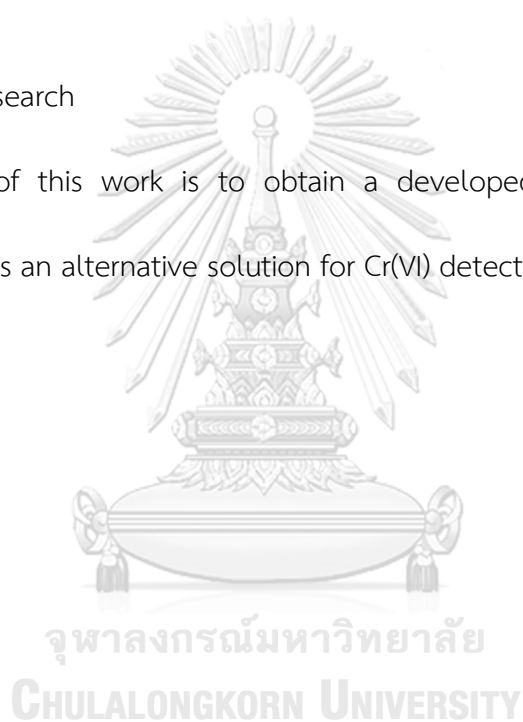 search
of this work is to obtain a developed
s an alternative solution for Cr(VI) detect
จุฬาลงกรณ์มหาวิทยาลัย
CHULALONGKORN UNIVERSITY